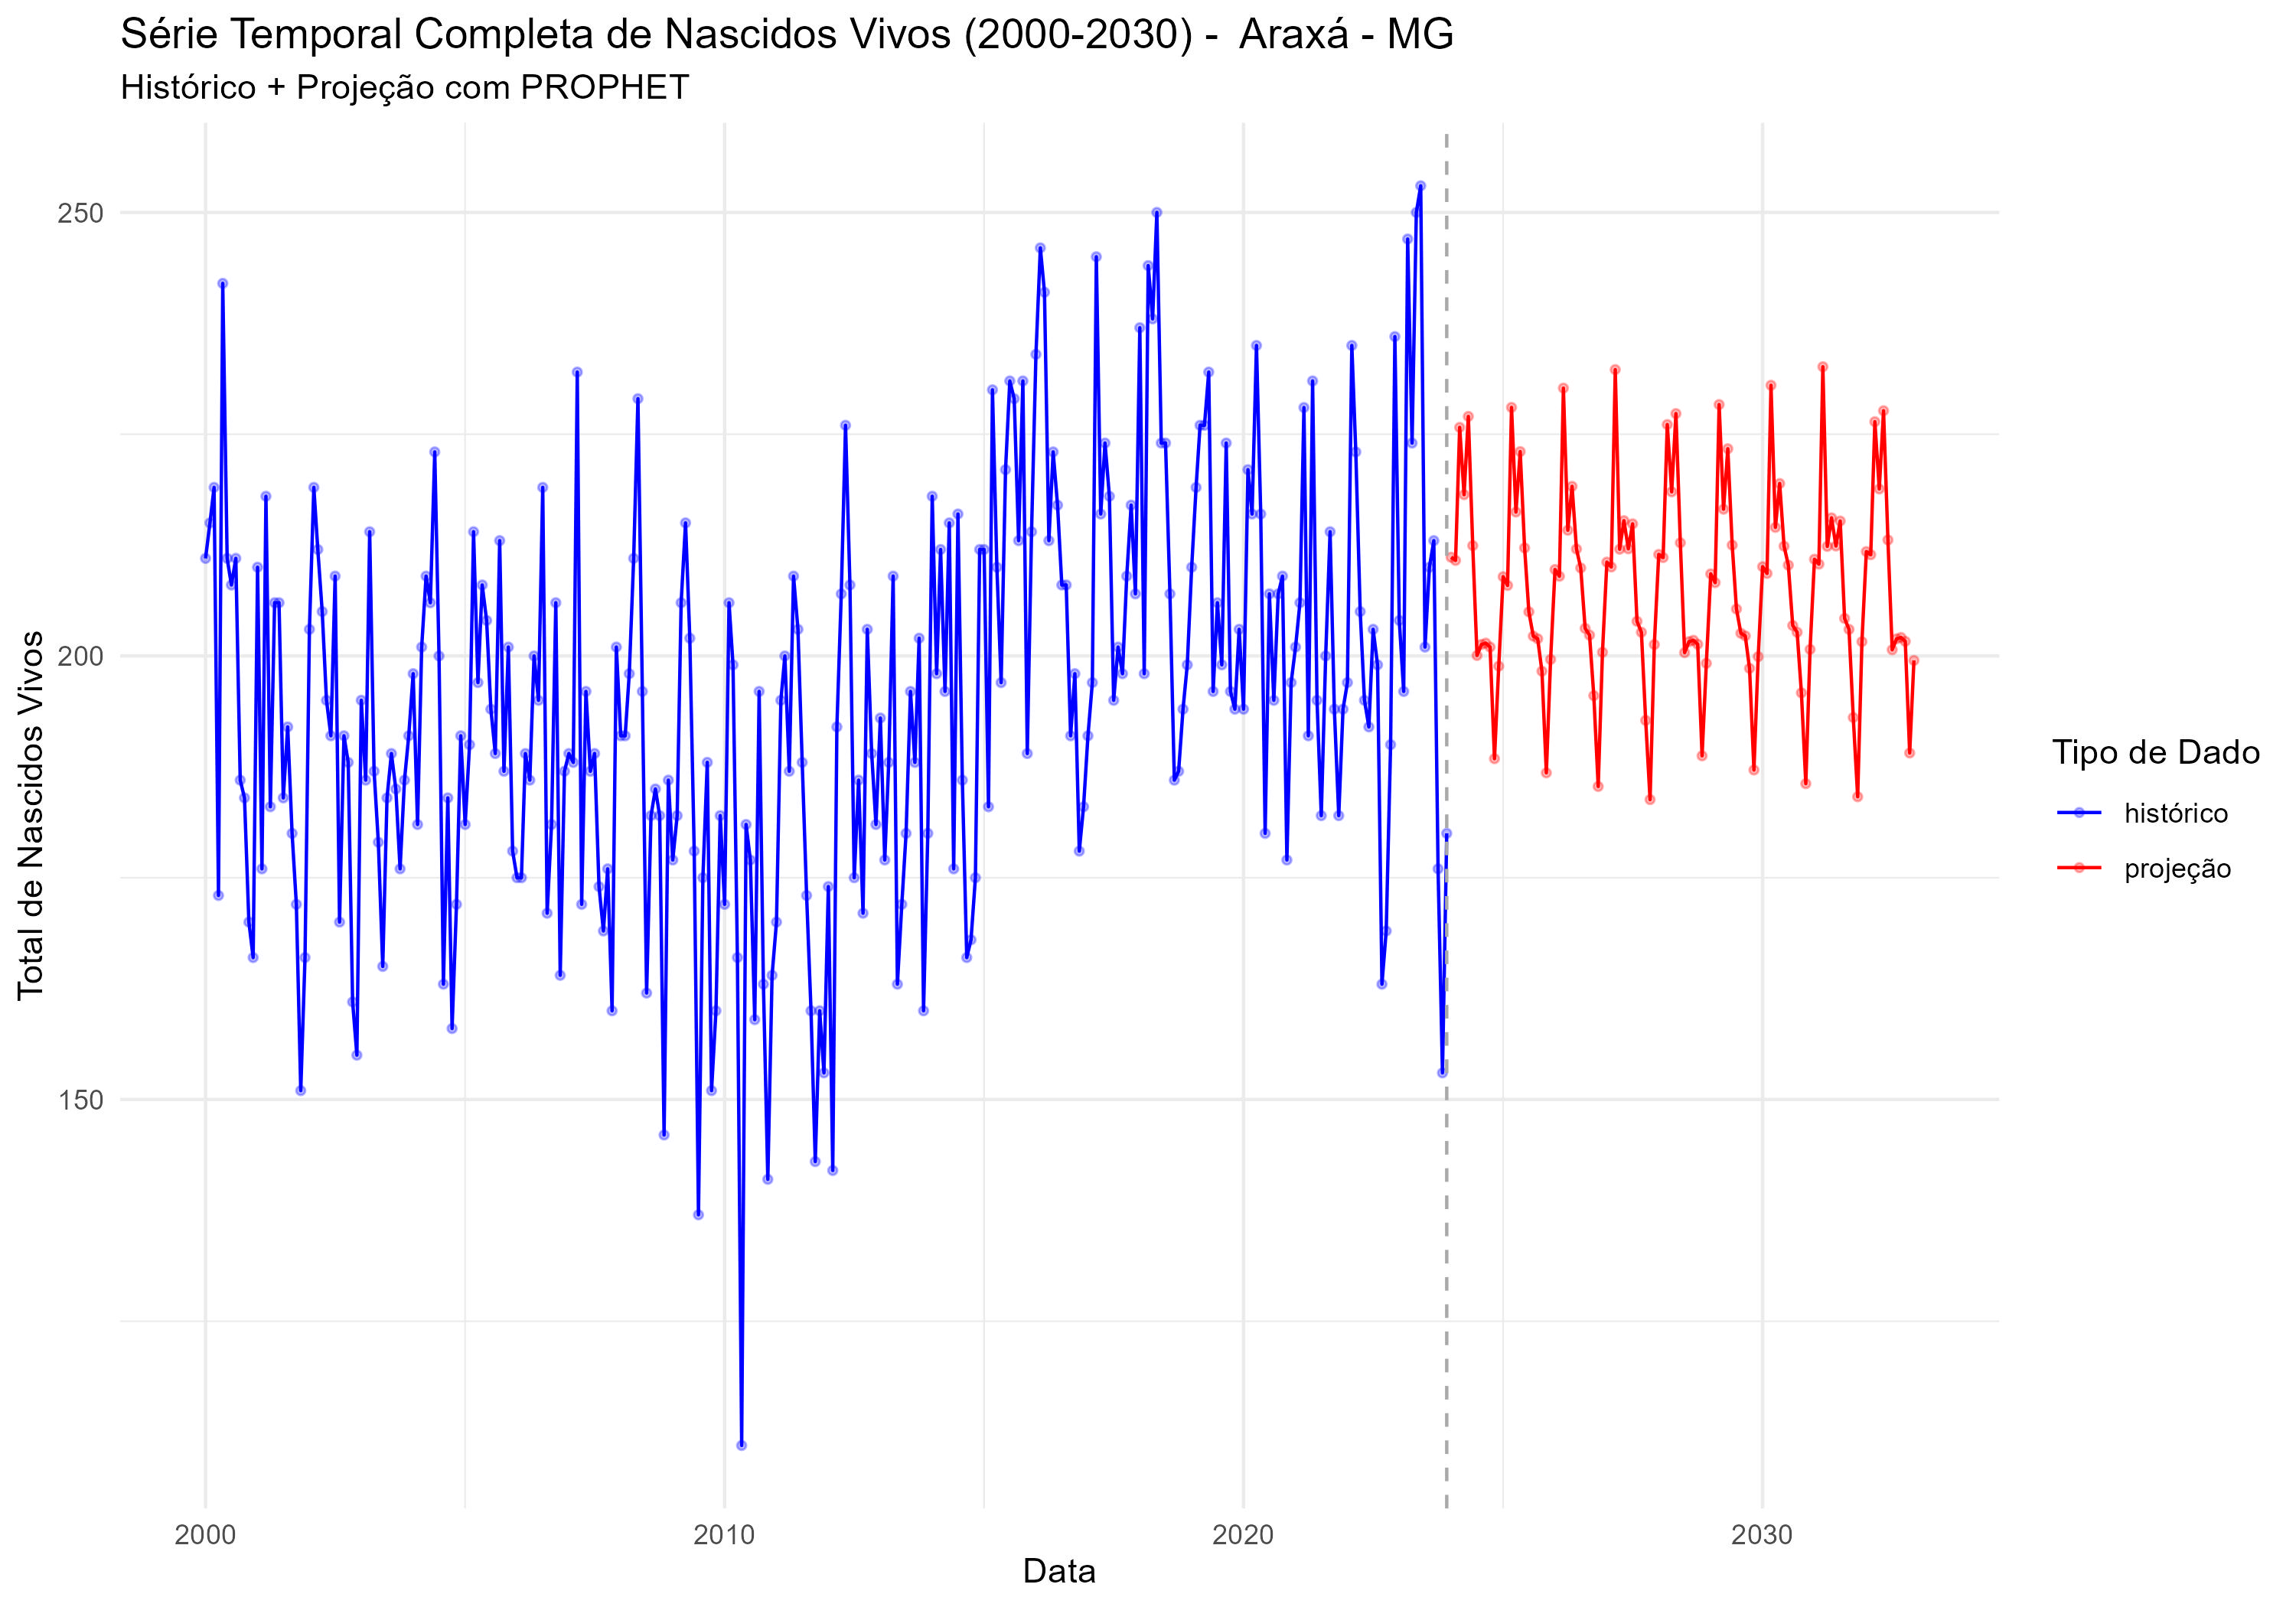 Série Temporal Completa de Nascidos Vivos (2000-2030) -  Araxá - MG
Histórico + Projeção com PROPHET
Total de Nascidos Vivos
250
200
150
2000
2010
2020
2030
Data
Tipo de Dado
histórico
projeção